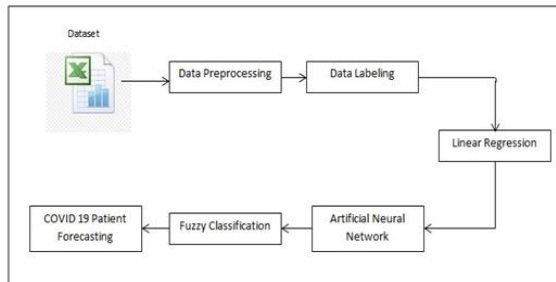 Dataset
Data Preprocessing
Data Labeling
Linear Regression
COVID 19 Patient
Forecasting
Fuzzy Classification
Artificial Neural
Network